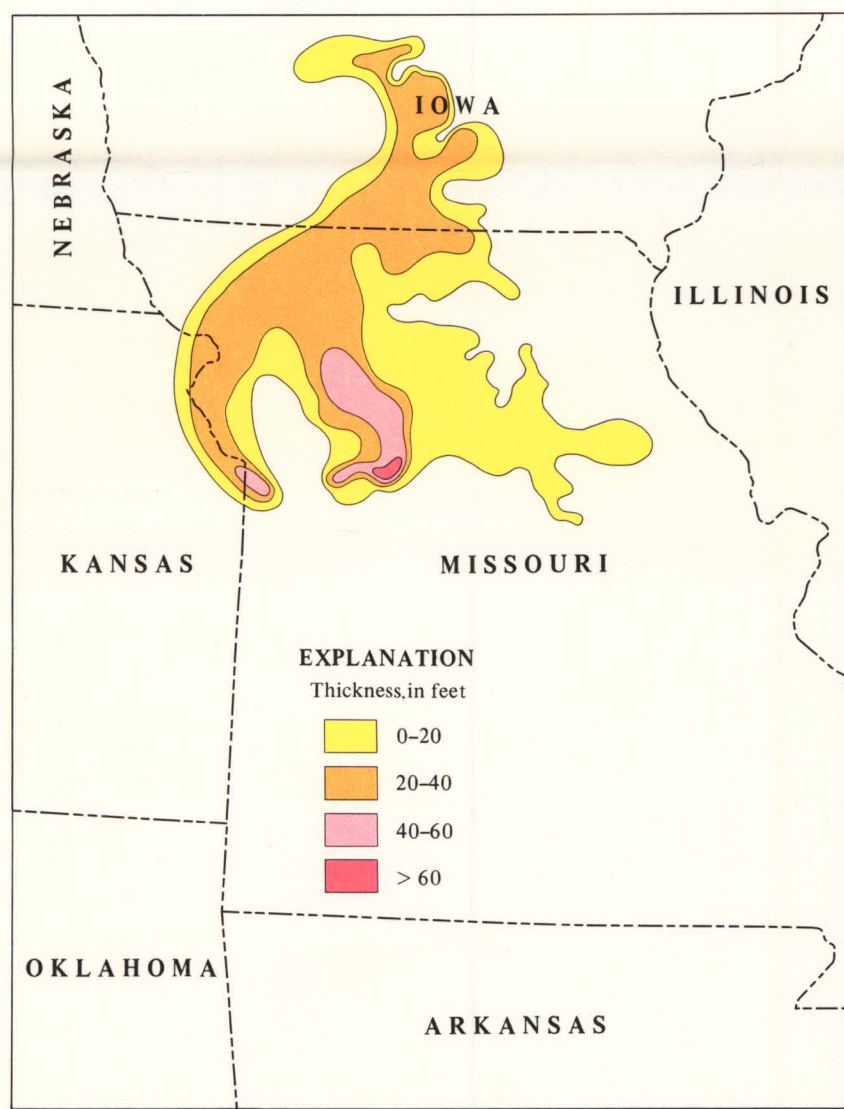 NEBRASKA
IOWA
ILLINOIS
KANSAS
MISSOURI
EXPLANATION
Thickness,in feet
0–20
20–40
40–60
> 60
OKLAHOMA
ARKANSAS